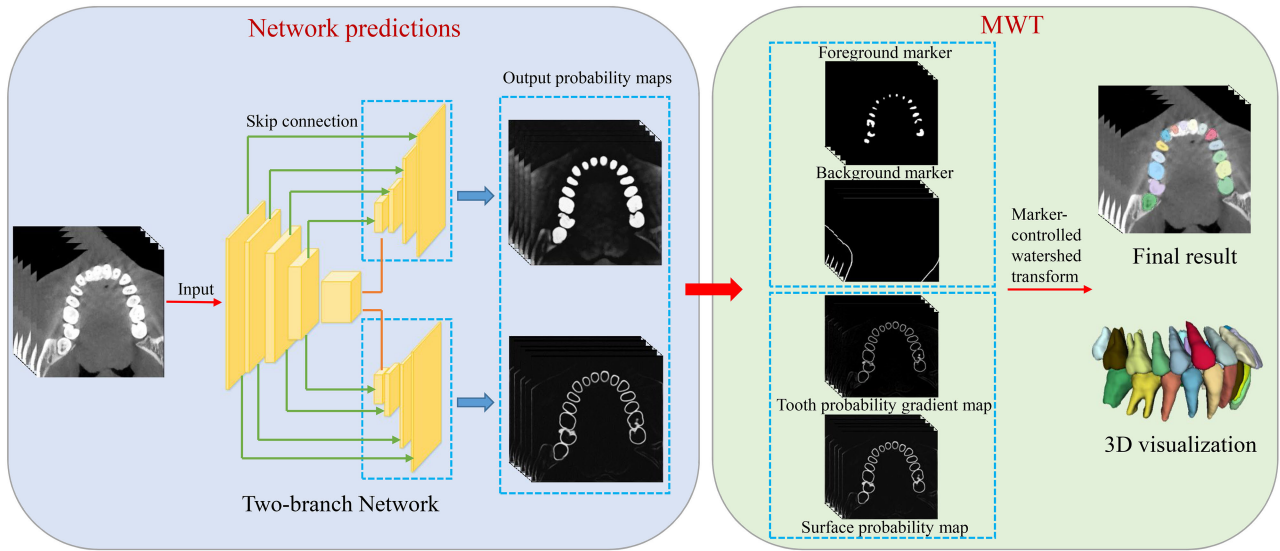 Network predictions
Output probability maps
Skip connection
Input
Two-branch Network
MWT
Foreground marker
Background marker
Tooth probability gradient map
Surface probability map
Marker-
controlled
watershed
transform
Final result
3D visualization